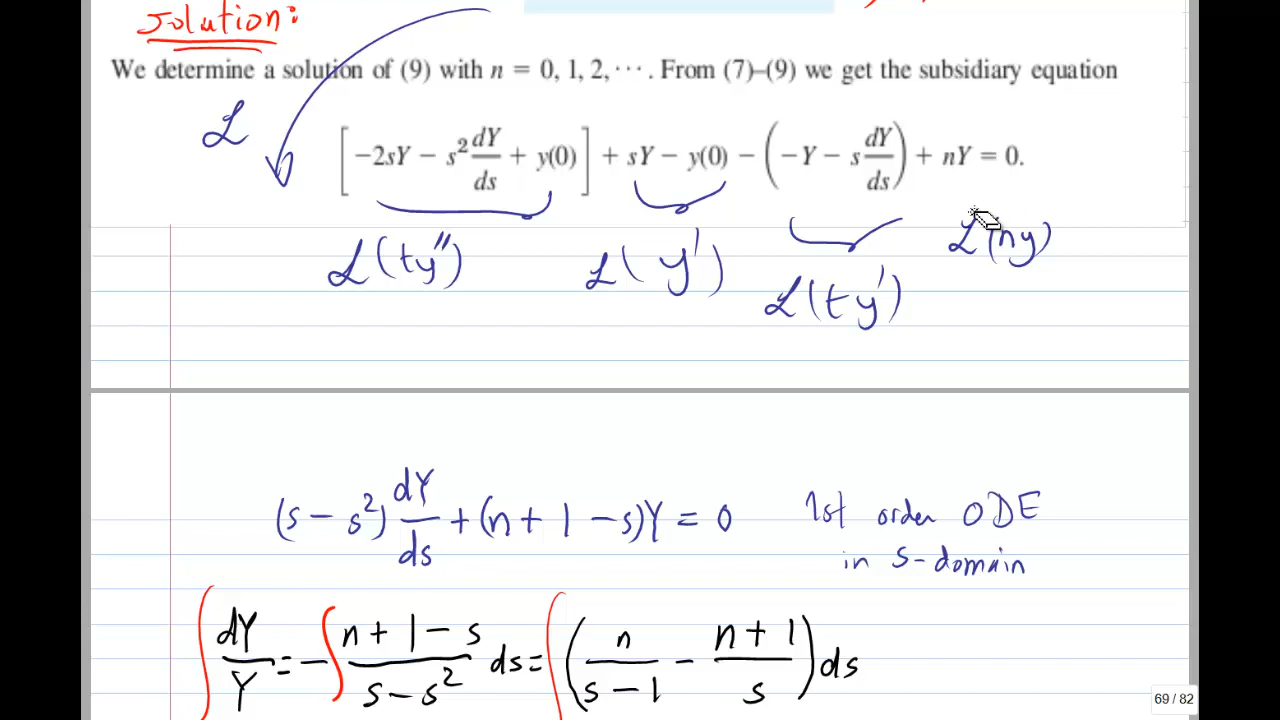 Solution:
We determine a solution of (9) with n = 0, 1, 2, ⋯. From (7)–(9) we get the subsidiary equation
ℒ
[−2sY − s² dY/ds + y(0)] + sY − y(0) − (−Y − s dY/ds) + nY = 0.
ℒ(ty'') ℒ(y') ℒ(ty') ℒ(ny)
(s − s²) dY/ds + (n + 1 − s)Y = 0 1st order ODE
in s-domain
∫ dY/Y = −∫ (n + 1 − s)/(s − s²) ds = ∫ (n/(s − 1) − (n + 1)/s) ds
69 / 82